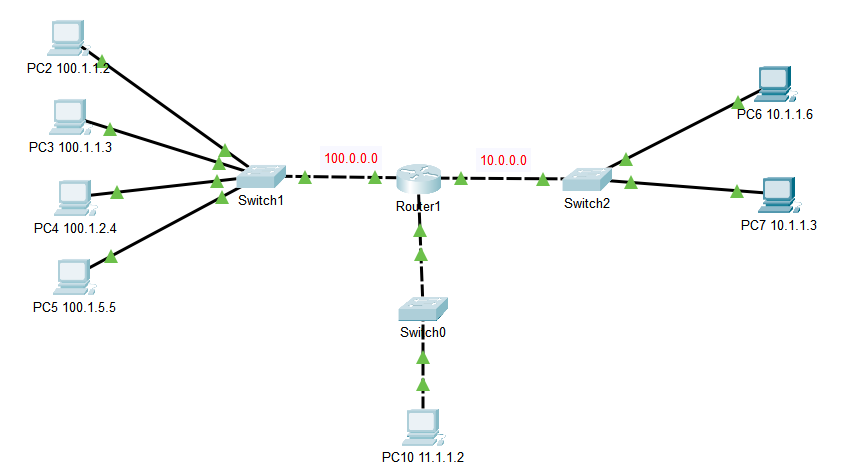 PC2 100.1.1.2
PC6 10.1.1.6
PC3 100.1.1.3
100.0.0.0
10.0.0.0
Switch1
Router1
Switch2
PC4 100.1.2.4
PC7 10.1.1.3
PC5 100.1.5.5
Switch0
PC10 11.1.1.2